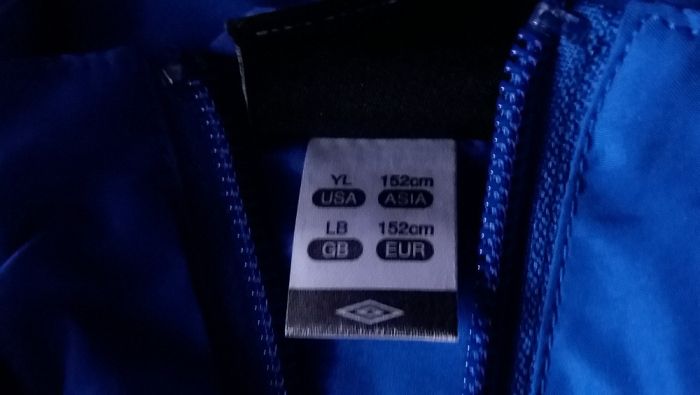 YL 152cm
USA ASIA
LB 152cm
GB EUR